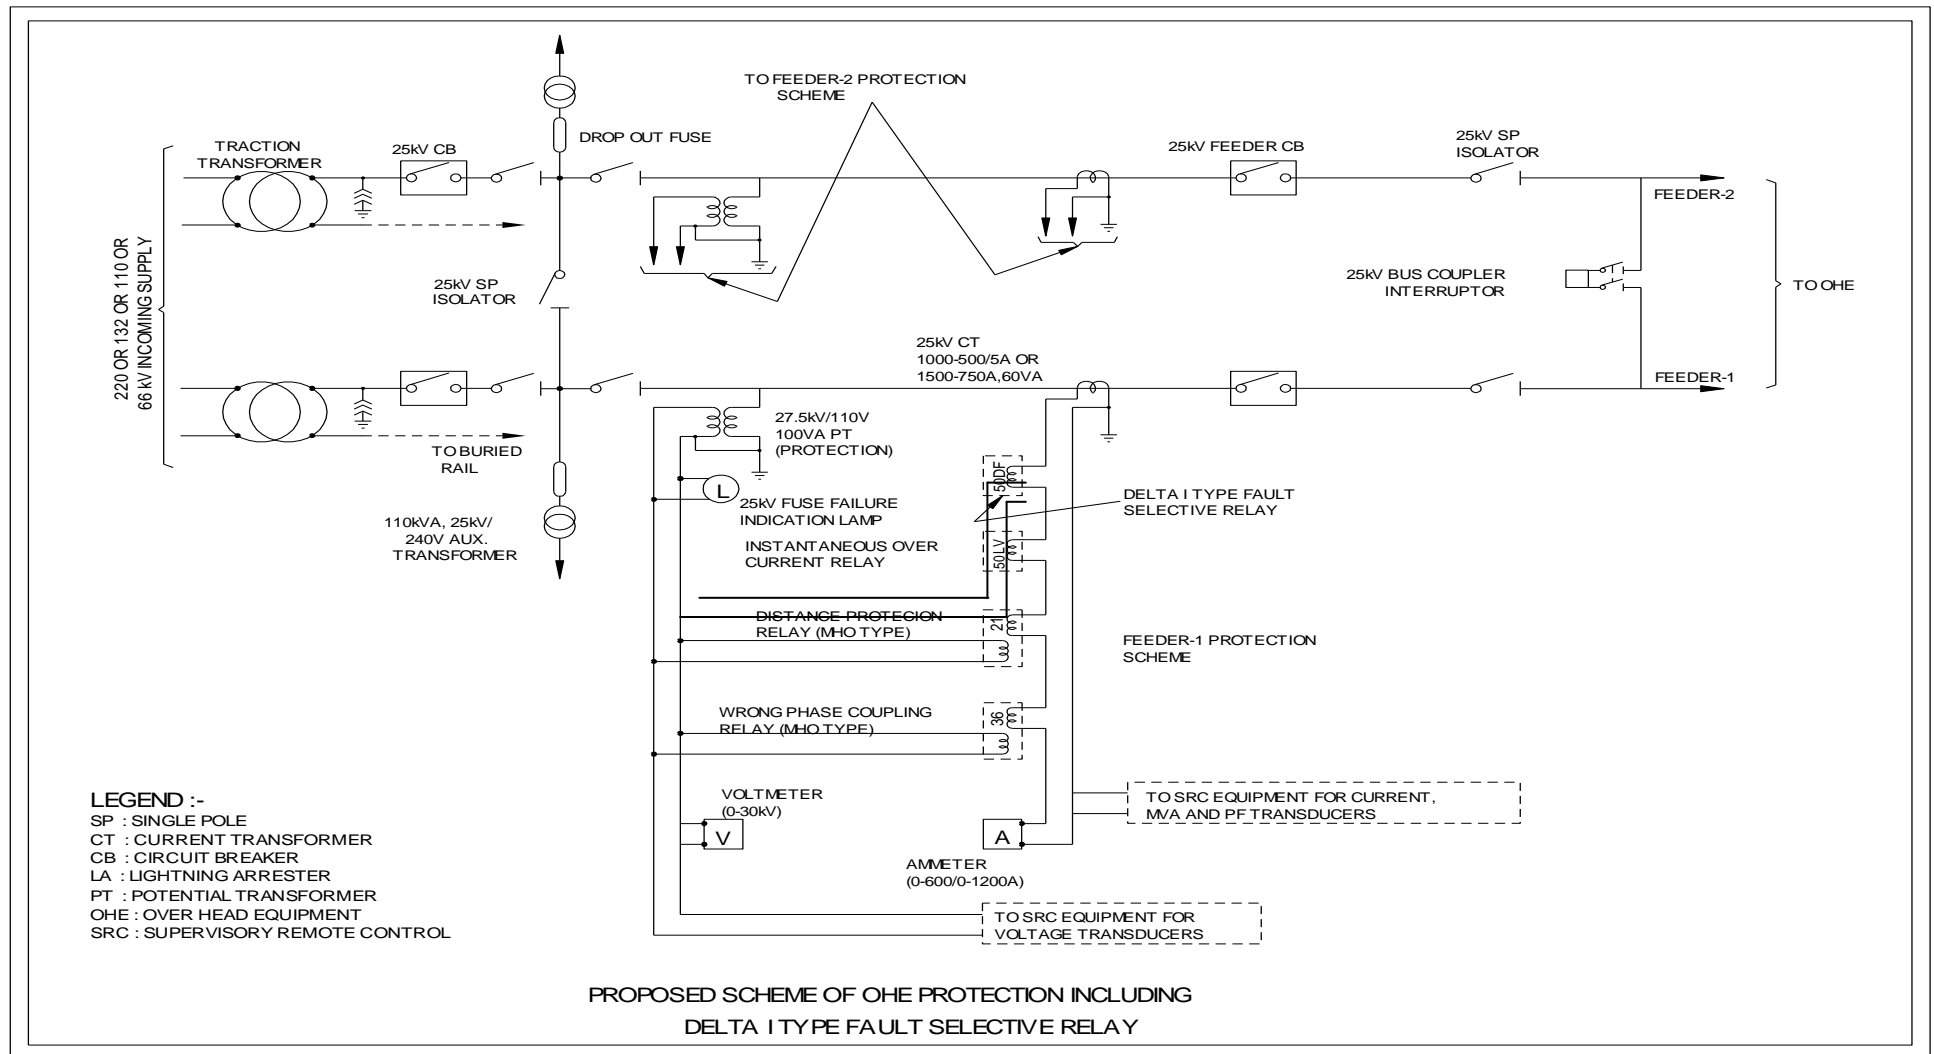 TO FEEDER-2 PROTECTION
SCHEME
DROP OUT FUSE
TRACTION
TRANSFORMER
25kV CB
25kV FEEDER CB
25kV SP
ISOLATOR
FEEDER-2
220 OR 132 OR 110 OR
66 kV INCOMING SUPPLY
25kV SP
ISOLATOR
25kV BUS COUPLER
INTERRUPTOR
TO OHE
25kV CT
1000-500/5A OR
1500-750A,60VA
FEEDER-1
27.5kV/110V
100VA PT
(PROTECTION)
TO BURIED
RAIL
L
25kV FUSE FAILURE
INDICATION LAMP
50DF
DELTA I TYPE FAULT
SELECTIVE RELAY
110kVA, 25kV/
240V AUX.
TRANSFORMER
INSTANTANEOUS OVER
CURRENT RELAY
50LV
DISTANCE PROTECION
RELAY (MHO TYPE)
21
FEEDER-1 PROTECTION
SCHEME
WRONG PHASE COUPLING
RELAY (MHO TYPE)
36
VOLTMETER
(0-30kV)
V
A
AMMETER
(0-600/0-1200A)
TO SRC EQUIPMENT FOR CURRENT,
MVA AND PF TRANSDUCERS
TO SRC EQUIPMENT FOR
VOLTAGE TRANSDUCERS
LEGEND :-
SP : SINGLE POLE
CT : CURRENT TRANSFORMER
CB : CIRCUIT BREAKER
LA : LIGHTNING ARRESTER
PT : POTENTIAL TRANSFORMER
OHE : OVER HEAD EQUIPMENT
SRC : SUPERVISORY REMOTE CONTROL
PROPOSED SCHEME OF OHE PROTECTION INCLUDING
DELTA I TYPE FAULT SELECTIVE RELAY